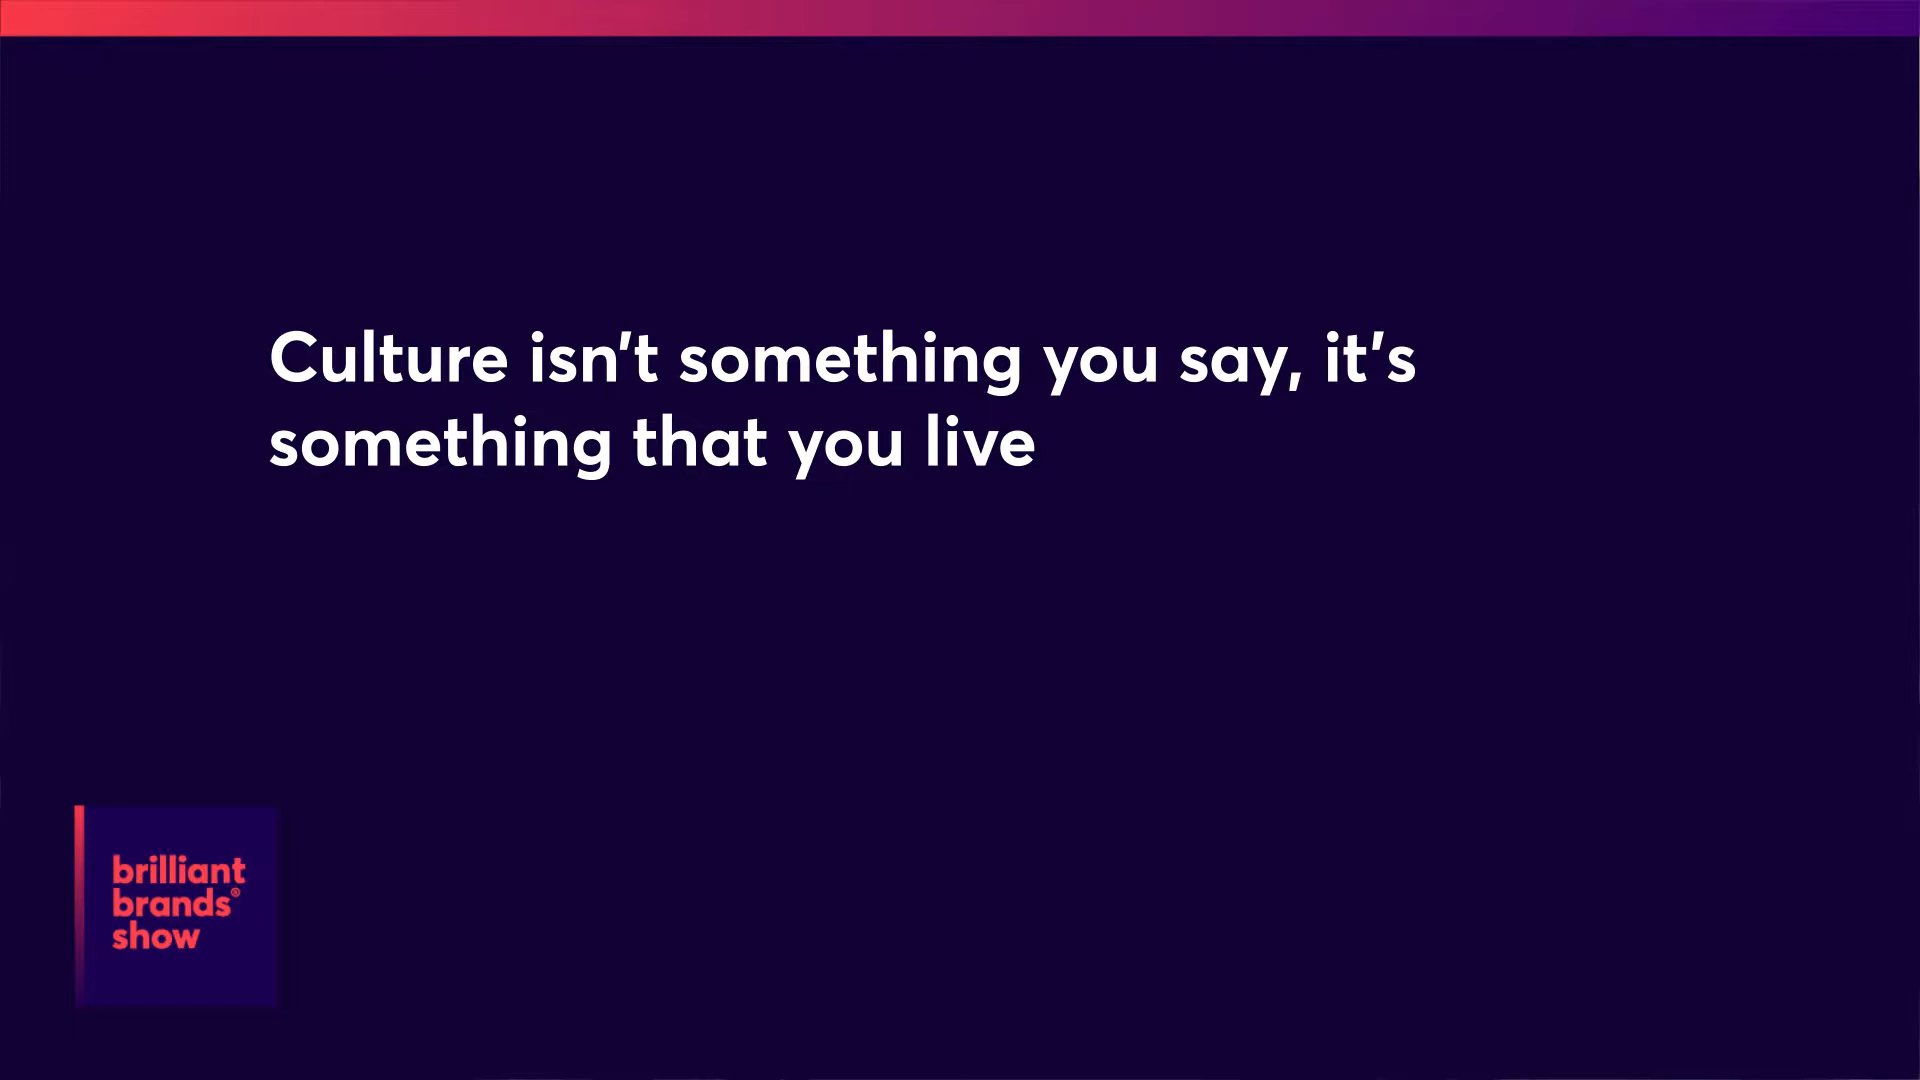 Culture isn't something you say, it's
something that you live
brilliant
brands®
show